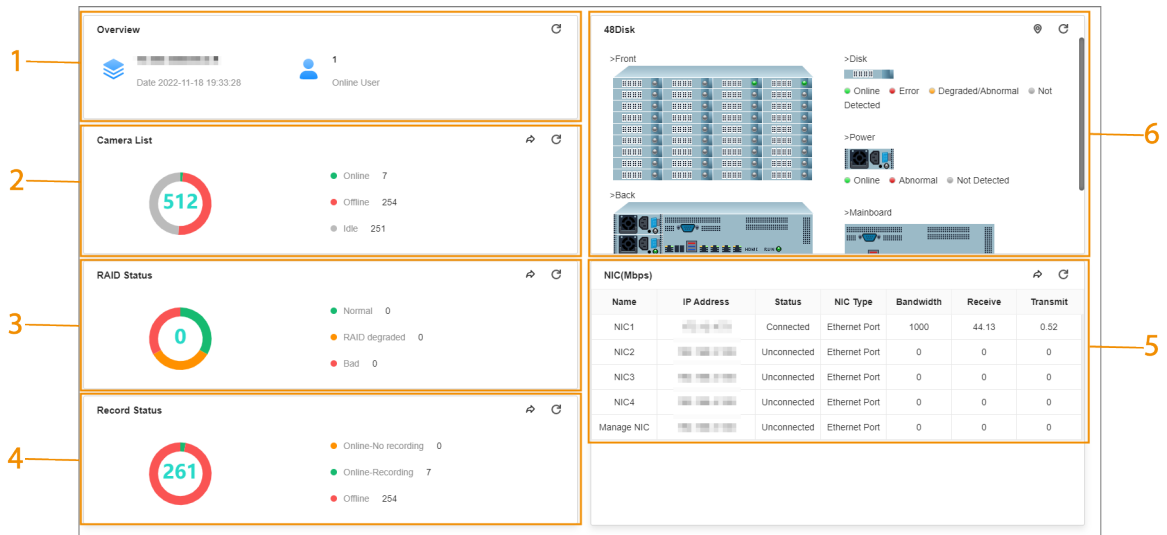 1
Overview
Date 2022-11-18 19:33:28
1
Online User
2
Camera List
512
Online 7
Offline 254
Idle 251
3
RAID Status
0
Normal 0
RAID degraded 0
Bad 0
4
Record Status
261
Online-No recording 0
Online-Recording 7
Offline 254
48Disk
>Front
>Back
HDMI
>Disk
Online Error Degraded/Abnormal Not
Detected
>Power
Online Abnormal Not Detected
>Mainboard
6
NIC(Mbps)
Name IP Address Status NIC Type Bandwidth Receive Transmit
NIC1 Connected Ethernet Port 1000 44.13 0.52
NIC2 Unconnected Ethernet Port 0 0 0
NIC3 Unconnected Ethernet Port 0 0 0
NIC4 Unconnected Ethernet Port 0 0 0
Manage NIC Unconnected Ethernet Port 0 0 0
5